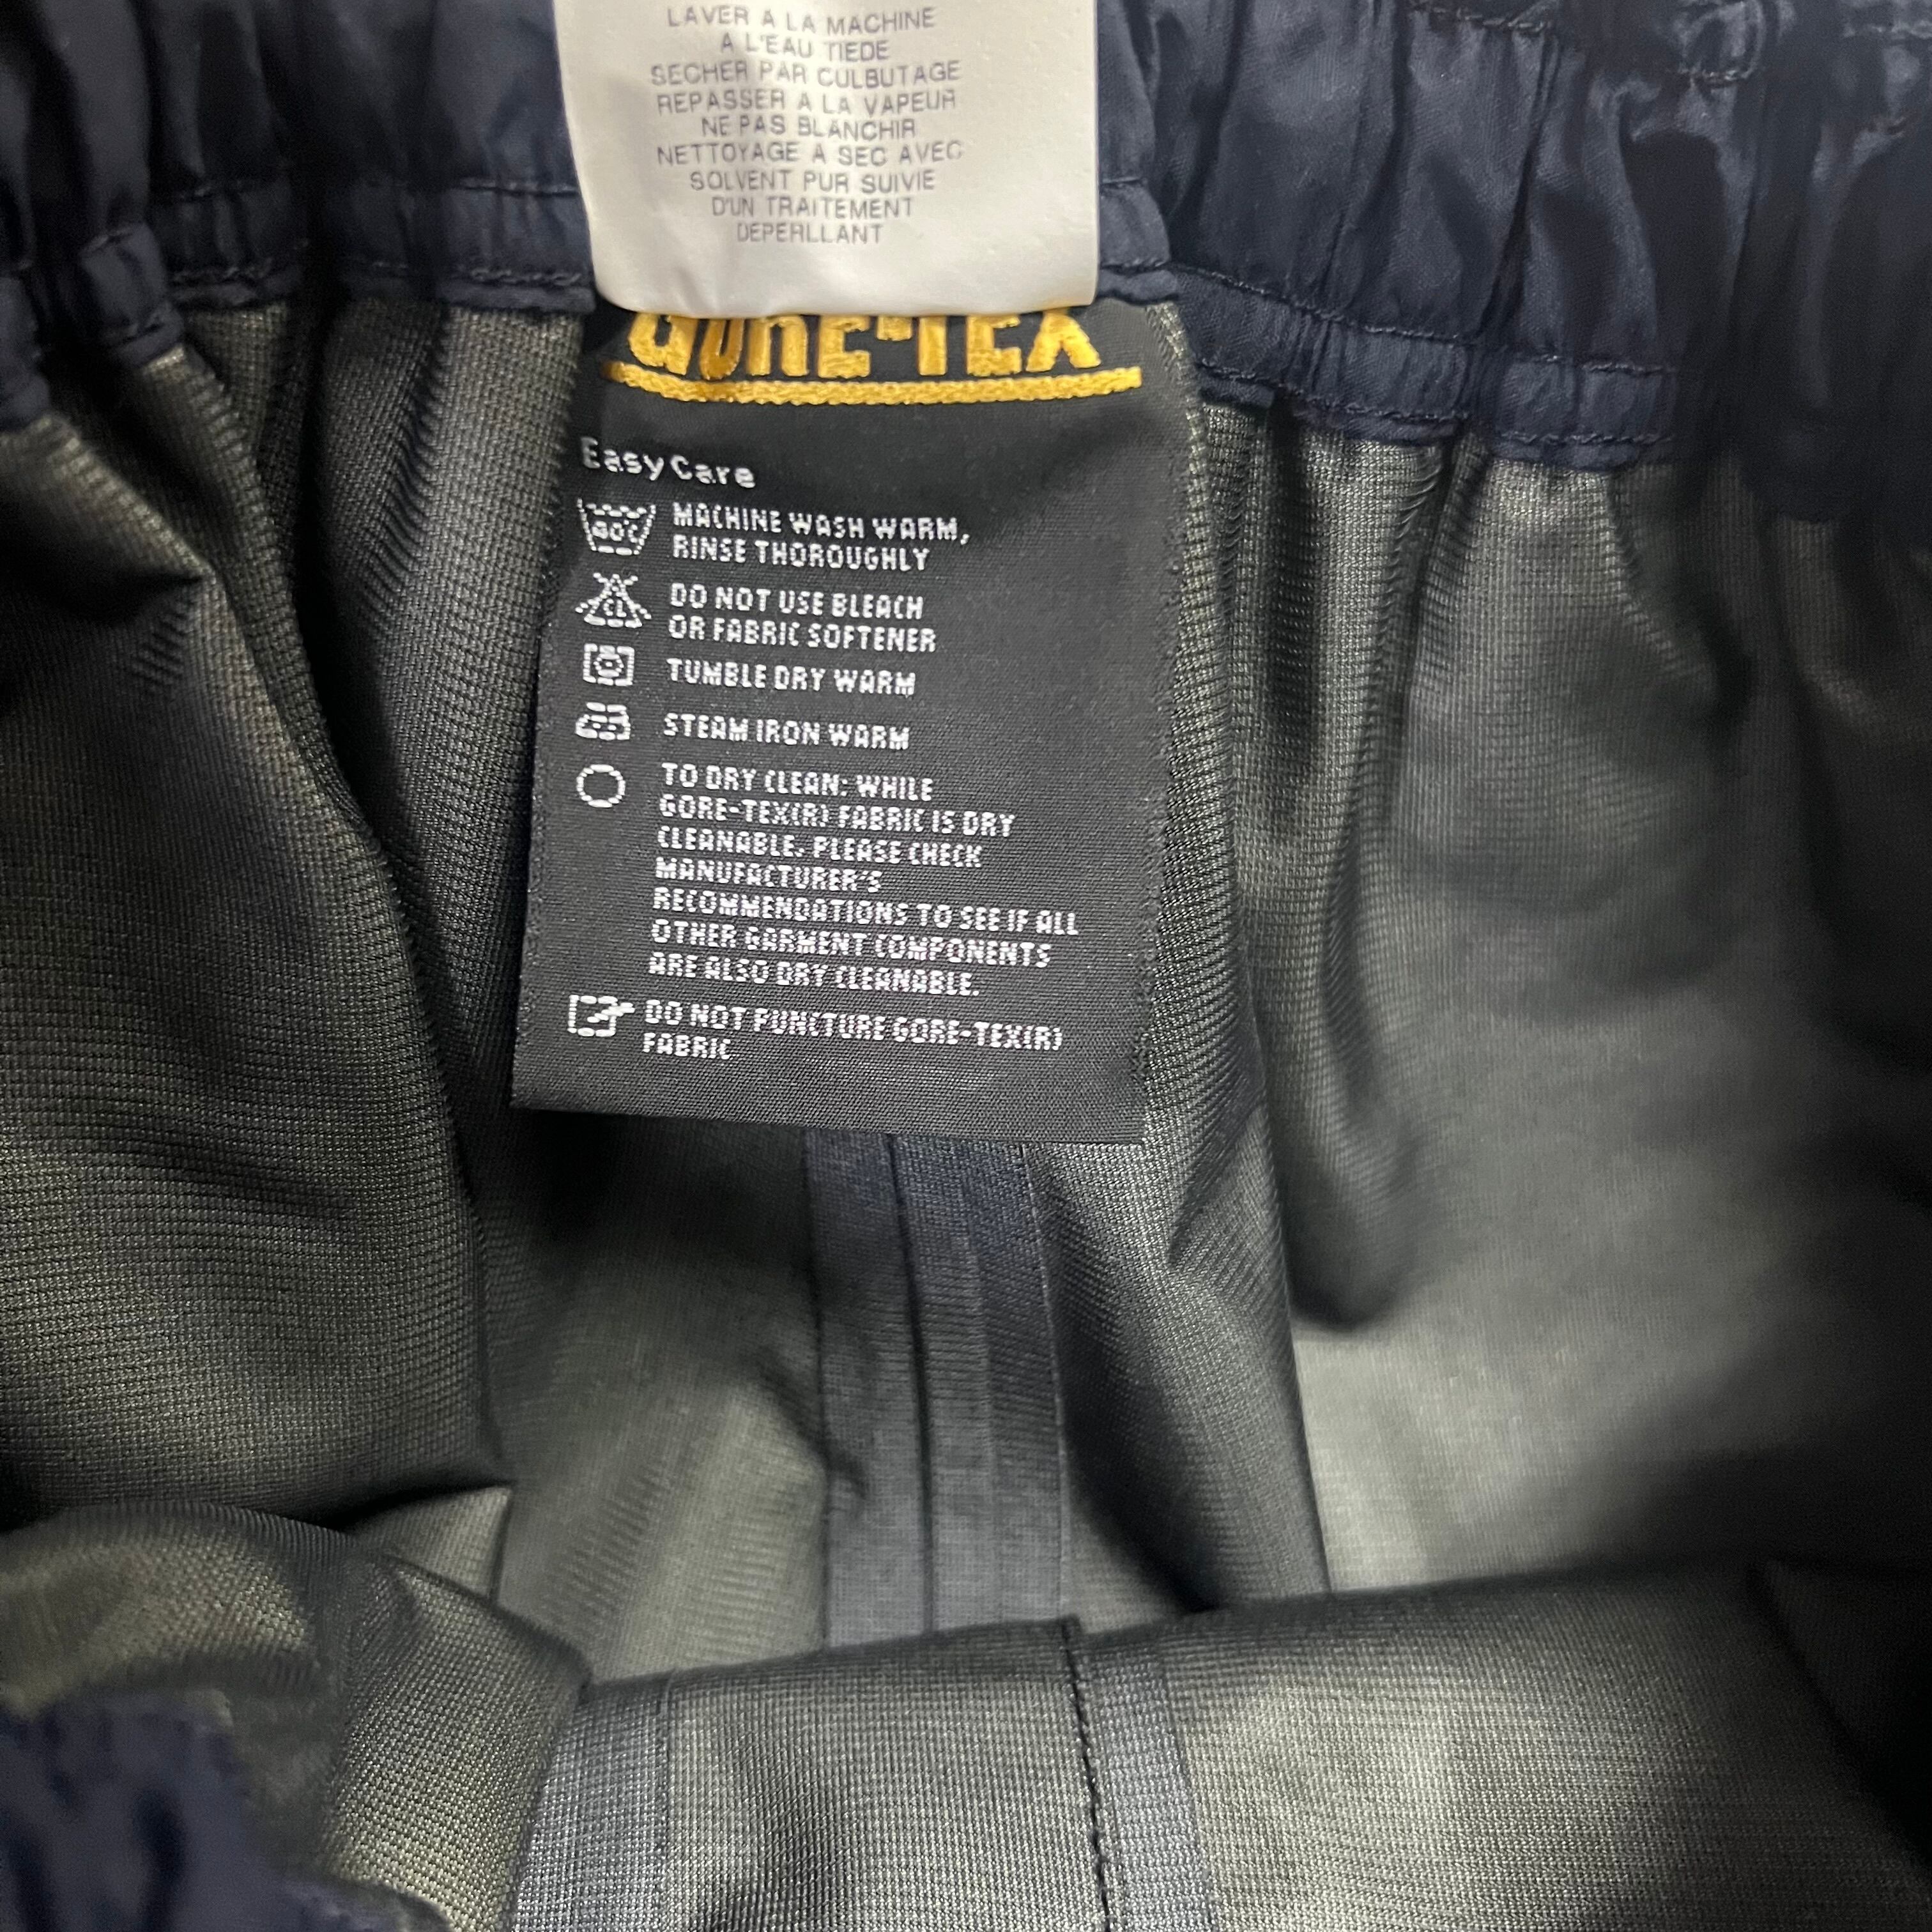 LAVER A LA MACHINE
A L'EAU TIEDE
SECHER PAR CULBUTAGE
REPASSER A LA VAPEUR
NE PAS BLANCHIR
NETTOYAGE A SEC AVEC
SOLVENT PUR SUIVIE
D'UN TRAITEMENT
DEPERLLANT
GORE-TEX
Easy Care
40°C
MACHINE WASH WARM,
RINSE THOROUGHLY
CL
DO NOT USE BLEACH
OR FABRIC SOFTENER
TUMBLE DRY WARM
STEAM IRON WARM
TO DRY CLEAN: WHILE
GORE-TEX(R) FABRIC IS DRY
CLEANABLE, PLEASE CHECK
MANUFACTURER'S
RECOMMENDATIONS TO SEE IF ALL
OTHER GARMENT COMPONENTS
ARE ALSO DRY CLEANABLE.
DO NOT PUNCTURE GORE-TEX(R)
FABRIC